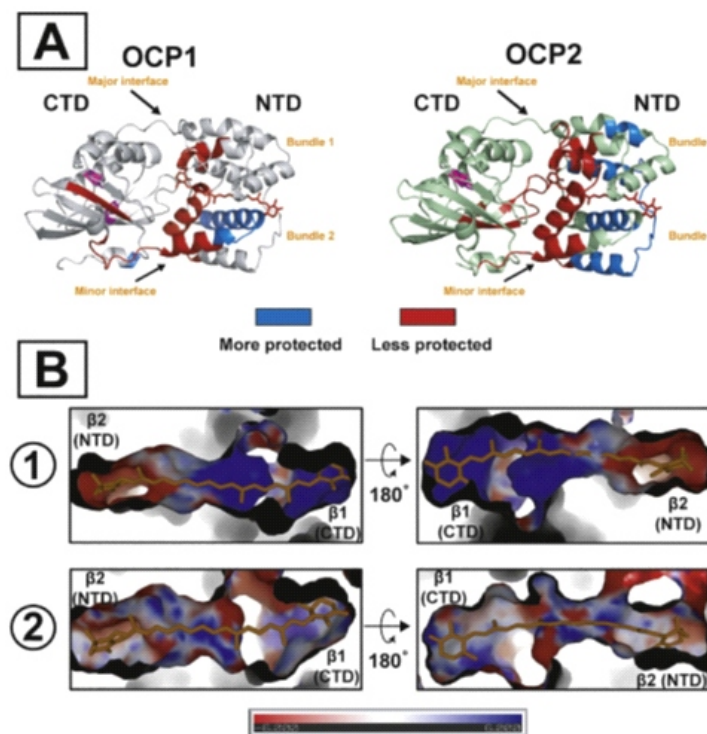 A
OCP1
OCP2
Major interface
Major interface
CTD
NTD
CTD
NTD
Bundle 1
Bundle
Bundle 2
Bundle
Minor interface
Minor interface
More protected
Less protected
B
1
β2
(NTD)
β1
(CTD)
180°
β1
(CTD)
β2
(NTD)
2
β2
(NTD)
β1
(CTD)
180°
β1
(CTD)
β2 (NTD)